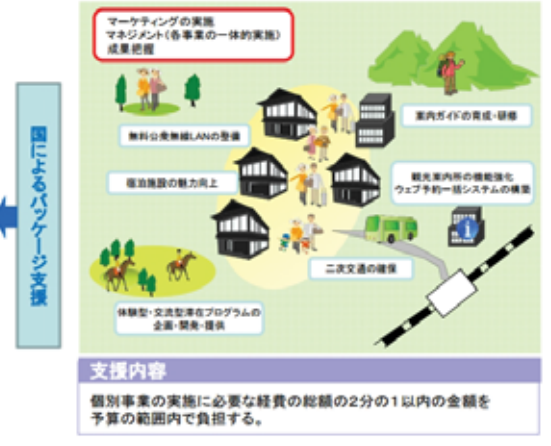 マーケティングの実施
マネジメント(各事業の一体的実施)
成果把握
無料公衆無線LANの整備
案内ガイドの育成・研修
宿泊施設の魅力向上
観光案内所の機能強化
ウェブ予約一括システムの構築
二次交通の確保
体験型・交流型滞在プログラムの
企画・開発・提供
国によるパッケージ支援
支援内容
個別事業の実施に必要な経費の総額の2分の1以内の金額を
予算の範囲内で負担する。